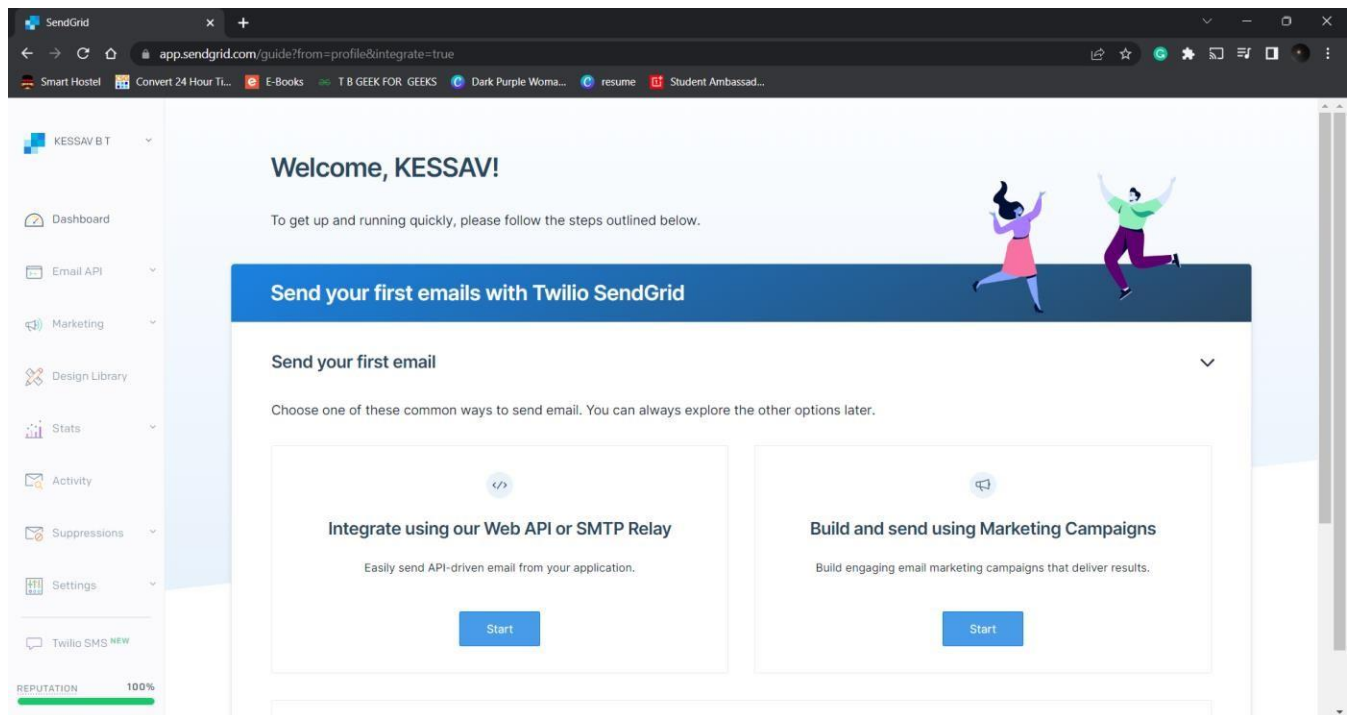 SendGrid
app.sendgrid.com/guide?from=profile&integrate=true
Smart Hostel Convert 24 Hour Ti... E-Books T B GEEK FOR GEEKS Dark Purple Woma... resume Student Ambassad...
KESSAV B T
Dashboard
Email API
Marketing
Design Library
Stats
Activity
Suppressions
Settings
Twilio SMS NEW
REPUTATION 100%
Welcome, KESSAV!
To get up and running quickly, please follow the steps outlined below.
Send your first emails with Twilio SendGrid
Send your first email
Choose one of these common ways to send email. You can always explore the other options later.
Integrate using our Web API or SMTP Relay
Easily send API-driven email from your application.
Start
Build and send using Marketing Campaigns
Build engaging email marketing campaigns that deliver results.
Start